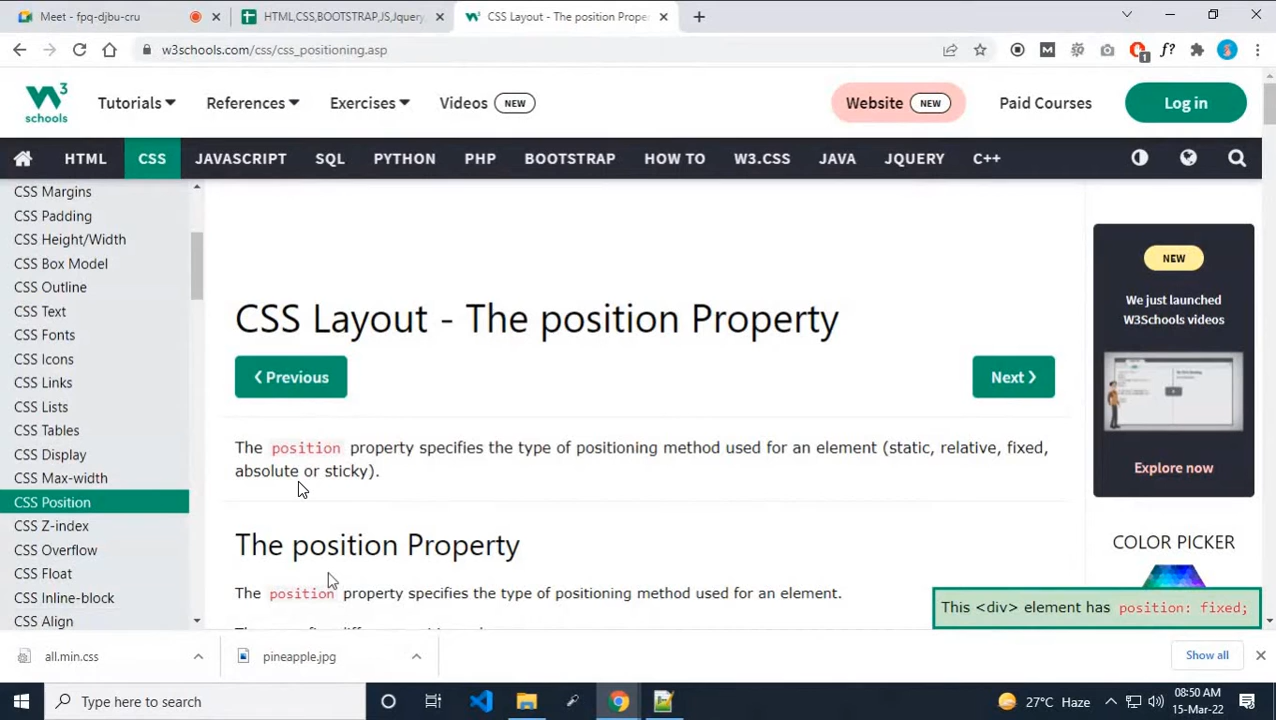 Meet - fpq-djbu-cru
HTML,CSS,BOOTSTRAP,JS,Jquery,
CSS Layout - The position Proper
w3schools.com/css/css_positioning.asp
1
M
f?
W3
schools
Tutorials
References
Exercises
Videos NEW
Website NEW
Paid Courses
Log in
HTML
CSS
JAVASCRIPT
SQL
PYTHON
PHP
BOOTSTRAP
HOW TO
W3.CSS
JAVA
JQUERY
C++
CSS Margins
CSS Padding
CSS Height/Width
CSS Box Model
CSS Outline
CSS Text
CSS Fonts
CSS Icons
CSS Links
CSS Lists
CSS Tables
CSS Display
CSS Max-width
CSS Position
CSS Z-index
CSS Overflow
CSS Float
CSS Inline-block
CSS Align
CSS Layout - The position Property
❮ Previous
Next ❯
The position property specifies the type of positioning method used for an element (static, relative, fixed,
absolute or sticky).
The position Property
The position property specifies the type of positioning method used for an element.
NEW
We just launched
W3Schools videos
Explore now
COLOR PICKER
This <div> element has position: fixed;
all.min.css
pineapple.jpg
Show all
Type here to search
27°C Haze
08:50 AM
15-Mar-22